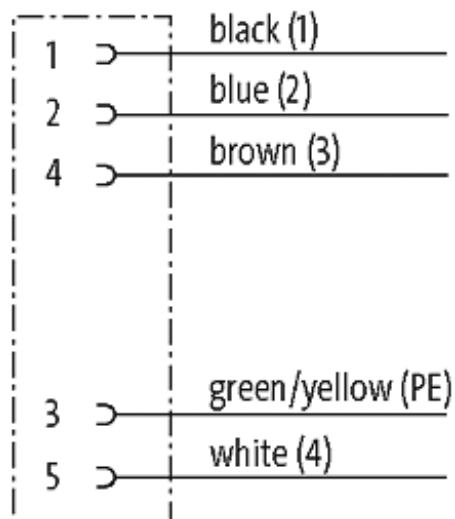 1 black (1)
2 blue (2)
4 brown (3)
3 green/yellow (PE)
5 white (4)